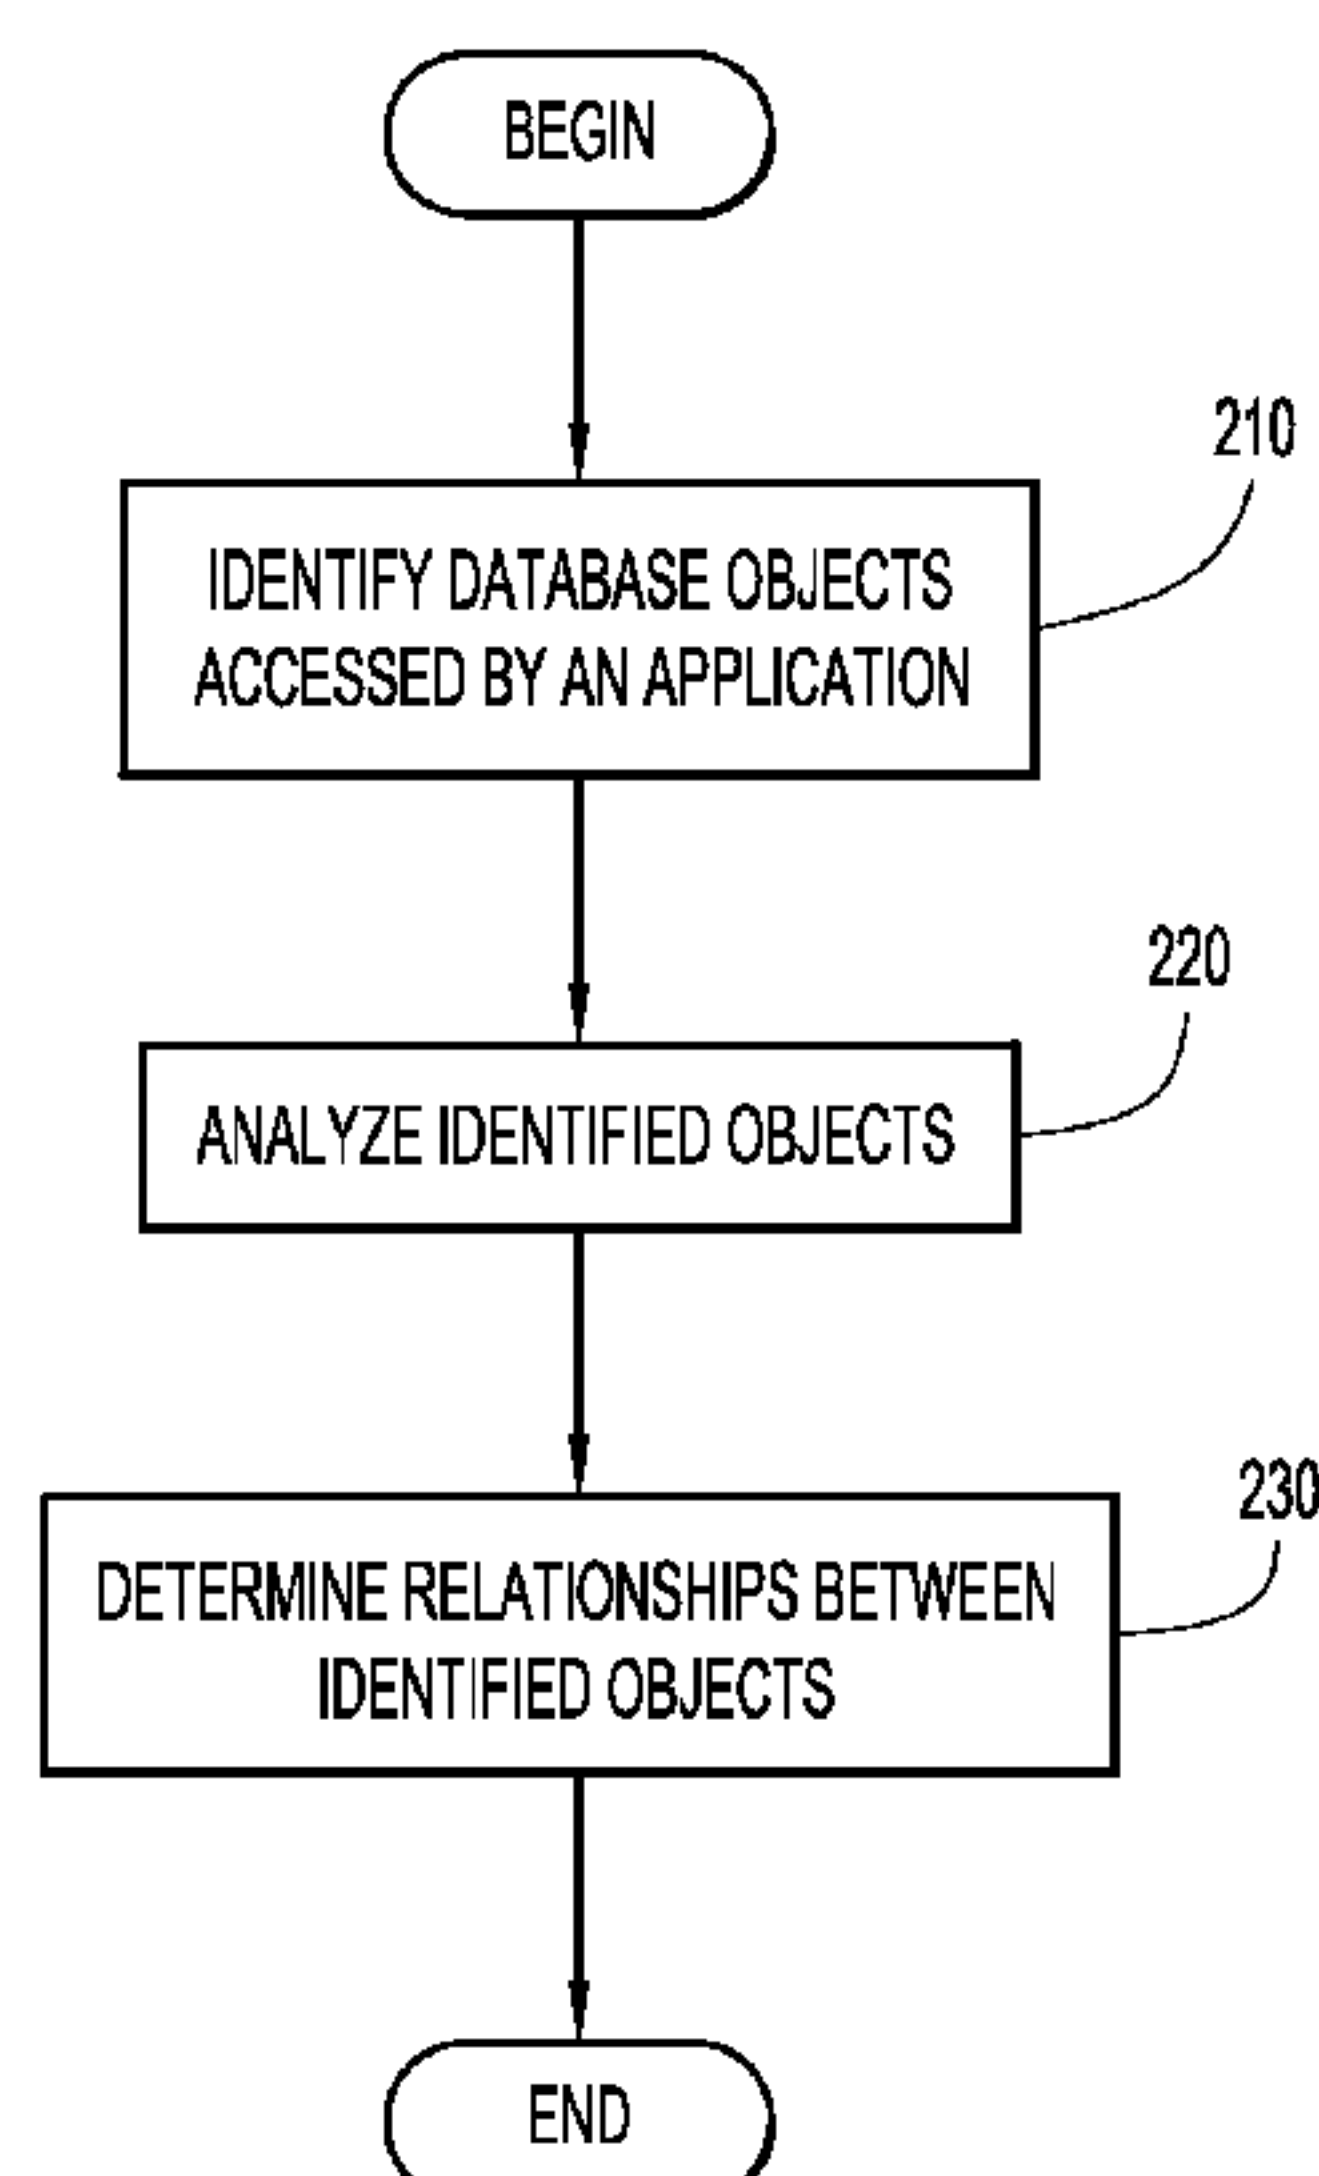 BEGIN
210
IDENTIFY DATABASE OBJECTS
ACCESSED BY AN APPLICATION
220
ANALYZE IDENTIFIED OBJECTS
230
DETERMINE RELATIONSHIPS BETWEEN
IDENTIFIED OBJECTS
END